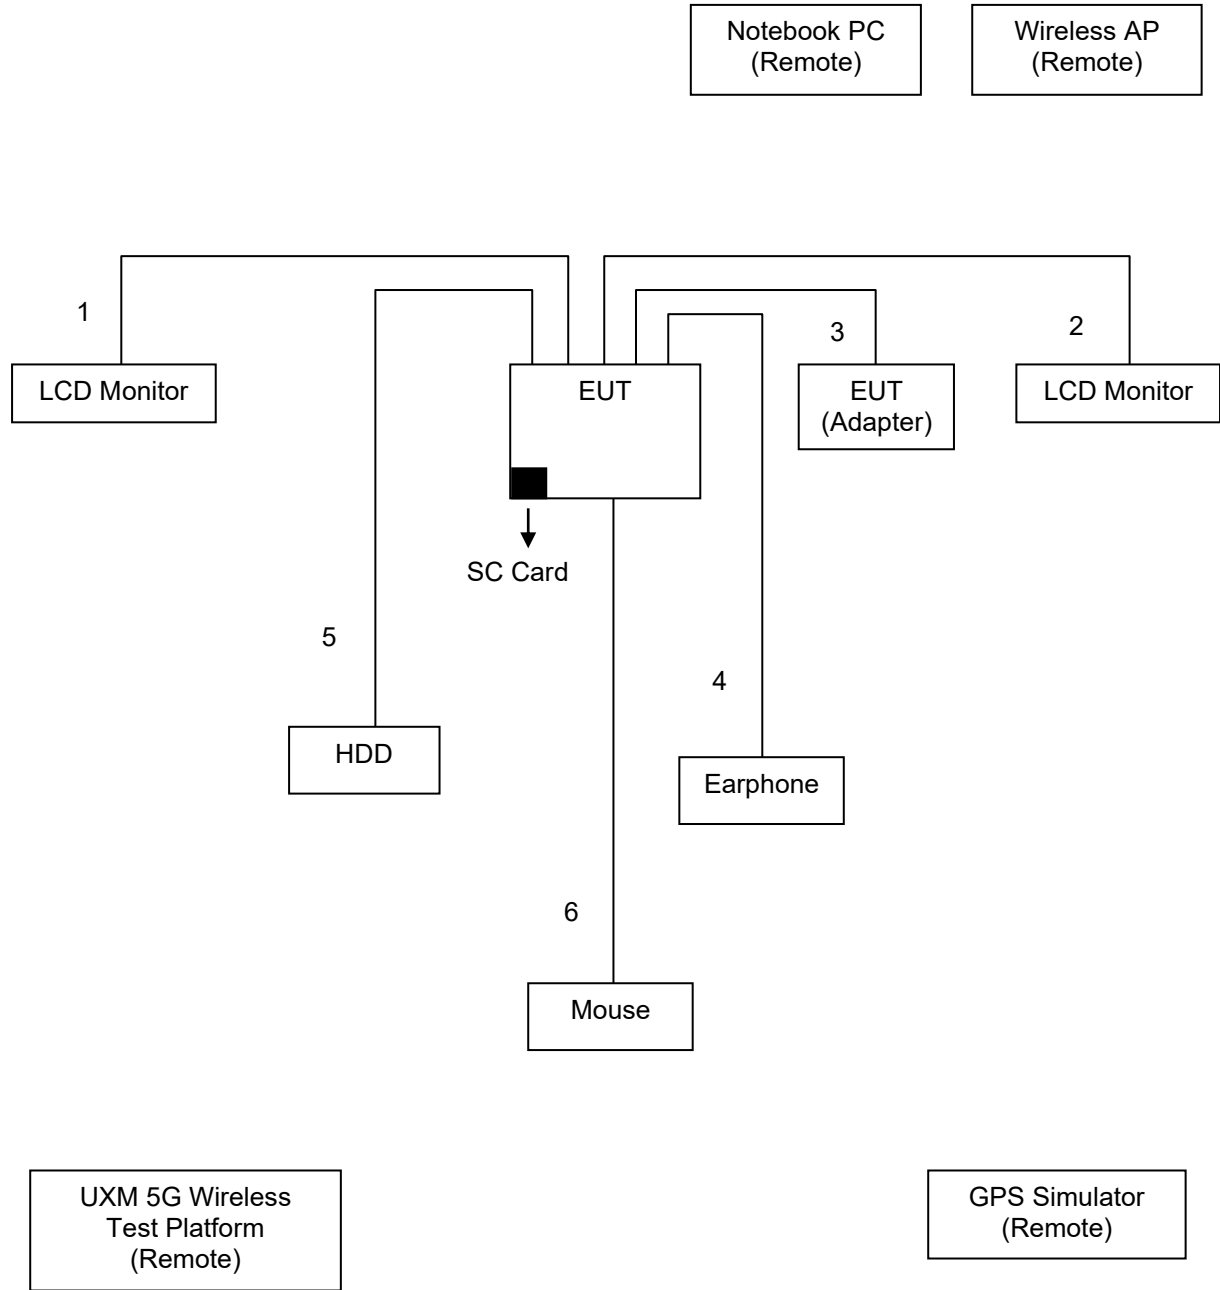 Notebook PC
(Remote)
Wireless AP
(Remote)
1
3
2
LCD Monitor
EUT
EUT
(Adapter)
LCD Monitor
SC Card
5
4
HDD
Earphone
6
Mouse
UXM 5G Wireless
Test Platform
(Remote)
GPS Simulator
(Remote)